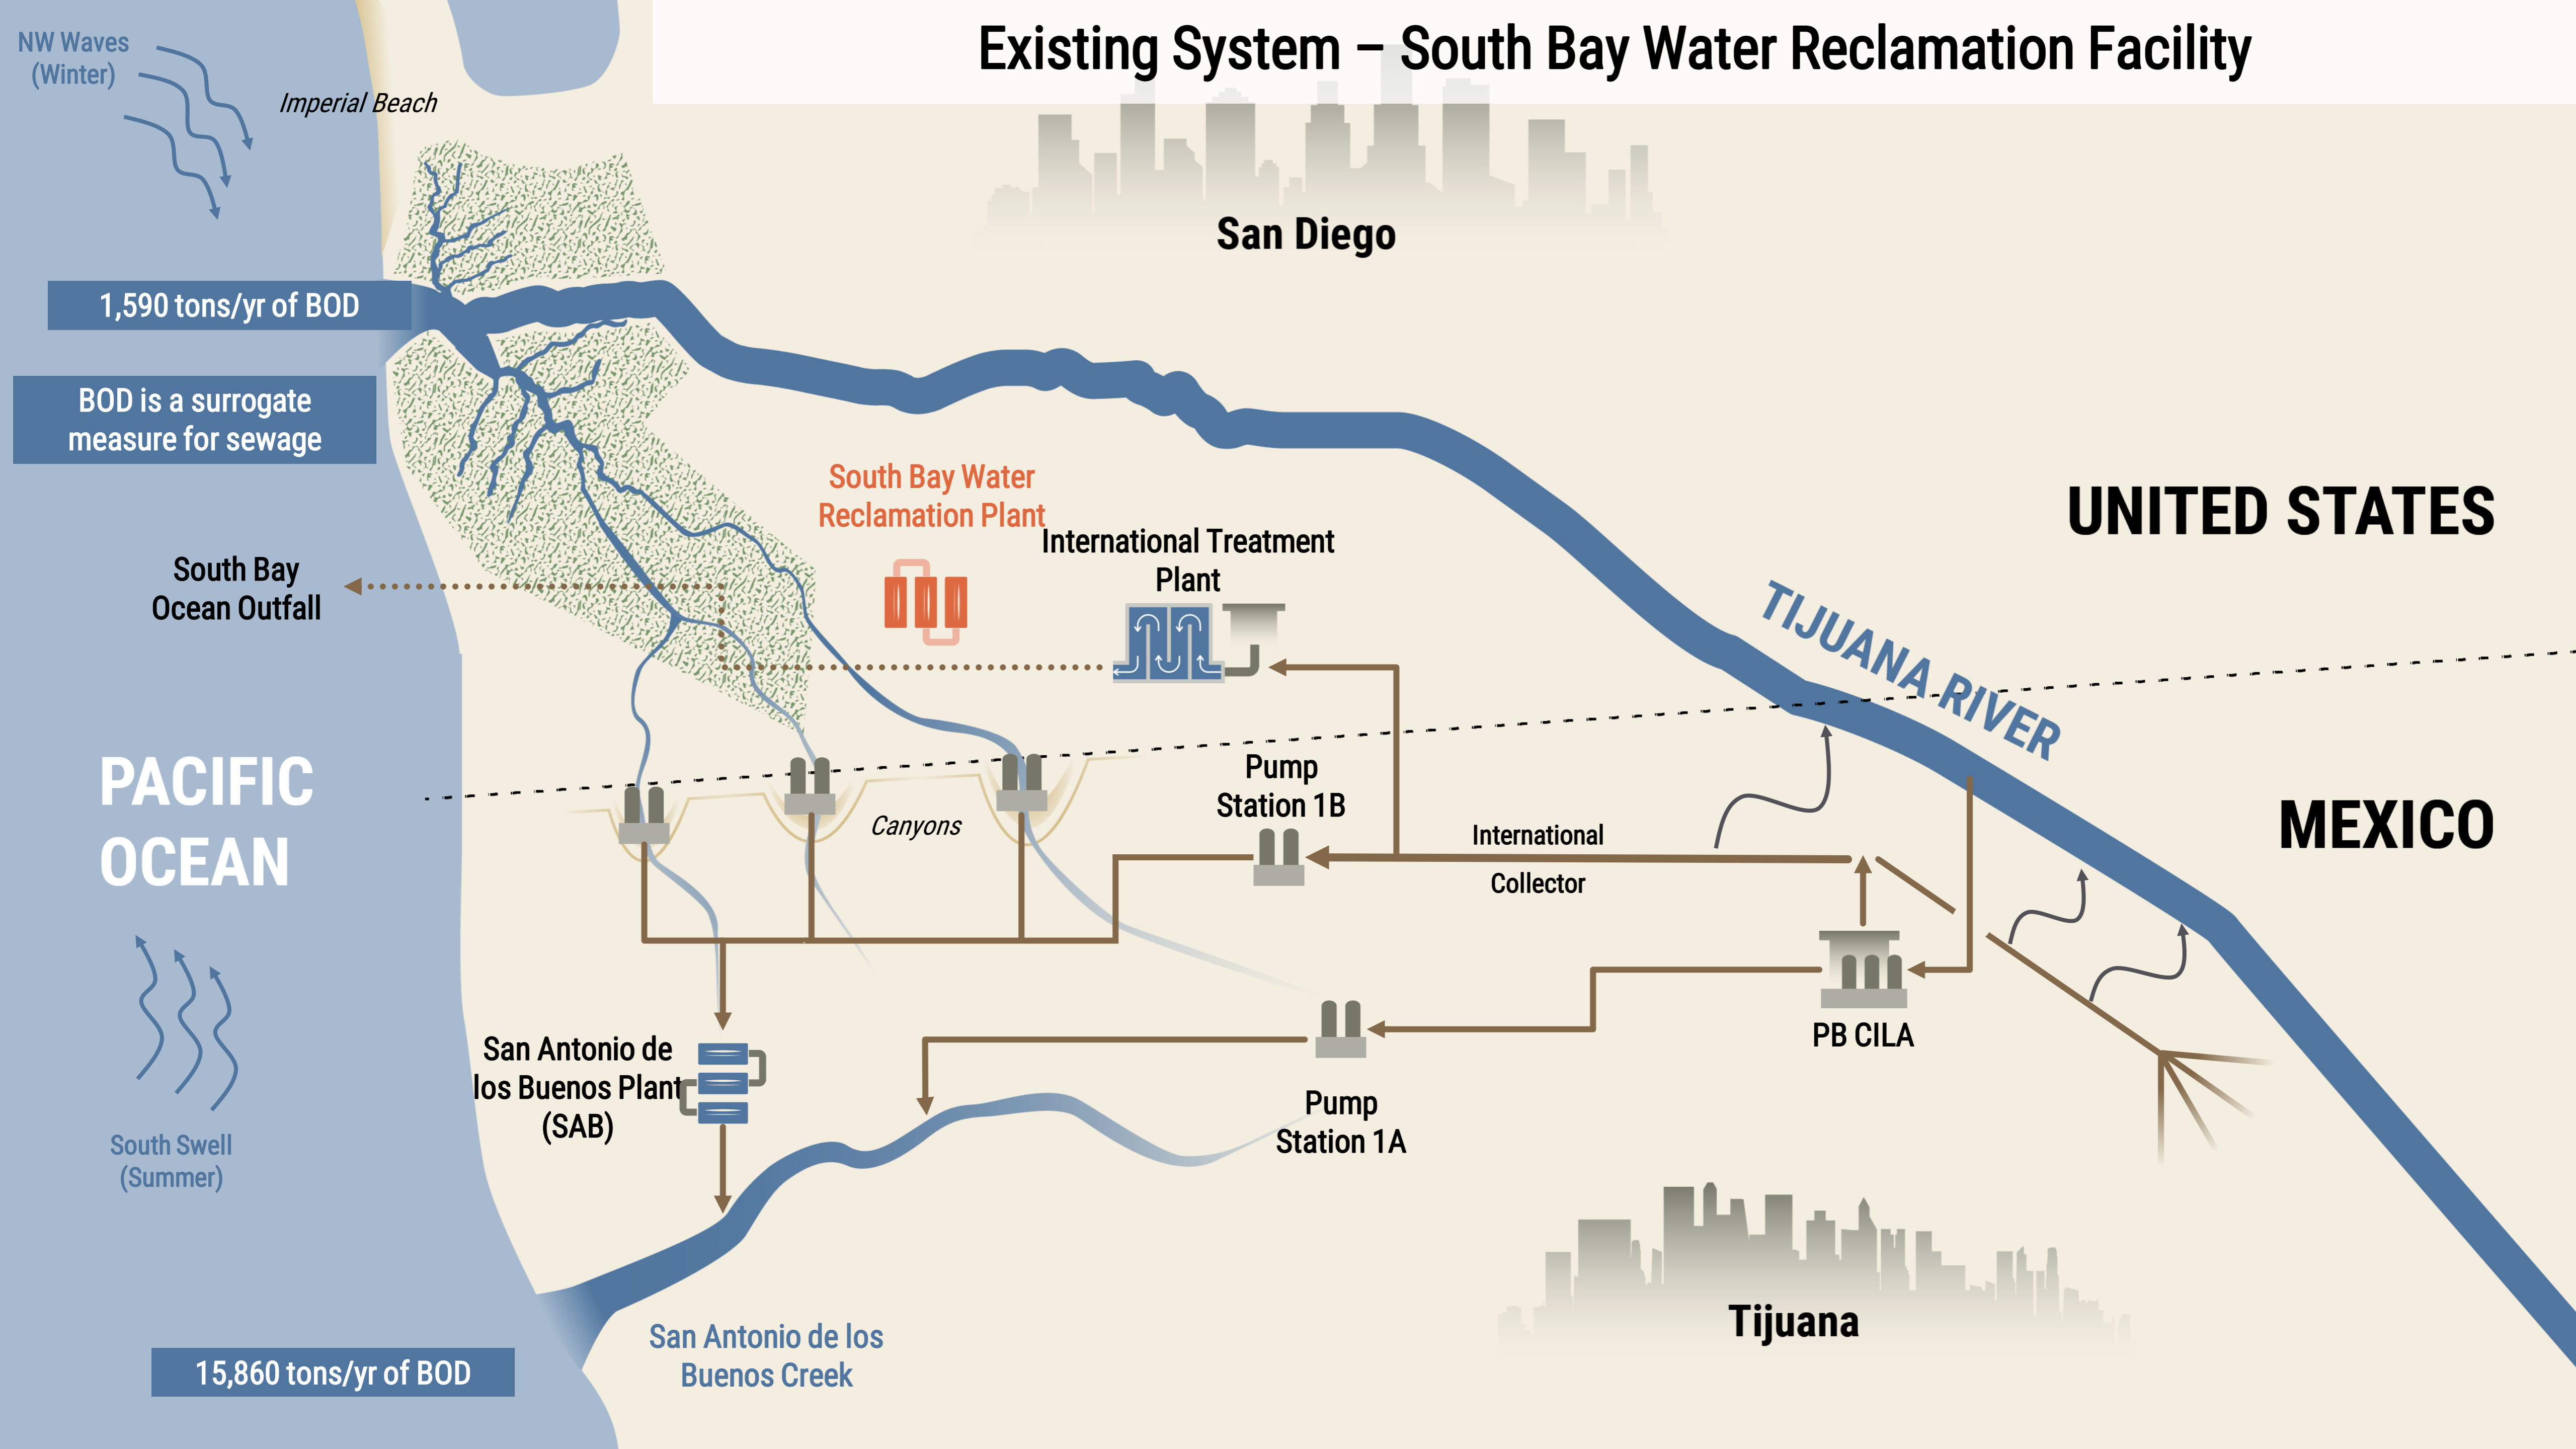 Existing System – South Bay Water Reclamation Facility
NW Waves
(Winter)
Imperial Beach
San Diego
1,590 tons/yr of BOD
BOD is a surrogate
measure for sewage
South Bay Water
Reclamation Plant
International Treatment
Plant
UNITED STATES
South Bay
Ocean Outfall
TIJUANA RIVER
PACIFIC
OCEAN
Pump
Station 1B
Canyons
International
Collector
MEXICO
San Antonio de
los Buenos Plant
(SAB)
PB CILA
Pump
Station 1A
South Swell
(Summer)
Tijuana
San Antonio de los
Buenos Creek
15,860 tons/yr of BOD